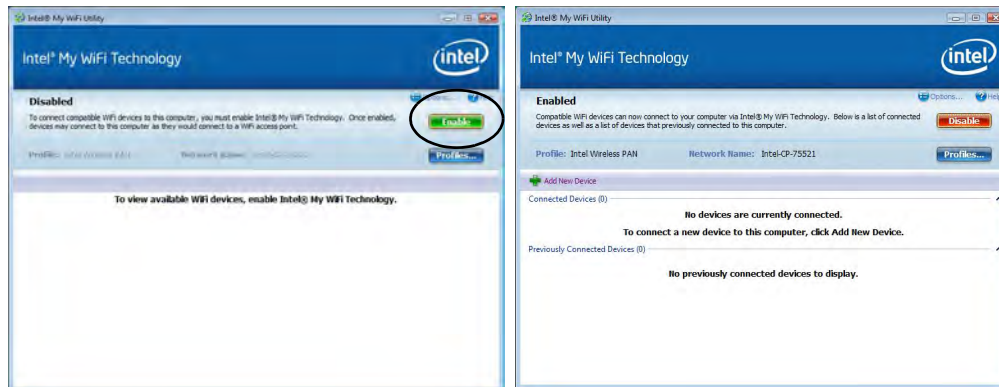 Intel® My WiFi Utility
Intel® My WiFi Technology
intel
Disabled
To connect compatible WiFi devices to this computer, you must enable Intel® My WiFi Technology. Once enabled,
devices may connect to this computer as they would connect to a WiFi access point.
Enable
Profile: Intel Wireless PAN
Network Name:
Profiles...
To view available WiFi devices, enable Intel® My WiFi Technology.
Intel® My WiFi Utility
Intel® My WiFi Technology
intel
Options...
Enabled
Compatible WiFi devices can now connect to your computer via Intel® My WiFi Technology. Below is a list of connected
devices as well as a list of devices that previously connected to this computer.
Disable
Profile: Intel Wireless PAN
Network Name: Intel-CP-75521
Profiles...
Add New Device
Connected Devices (0)
No devices are currently connected.
To connect a new device to this computer, click Add New Device.
Previously Connected Devices (0)
No previously connected devices to display.